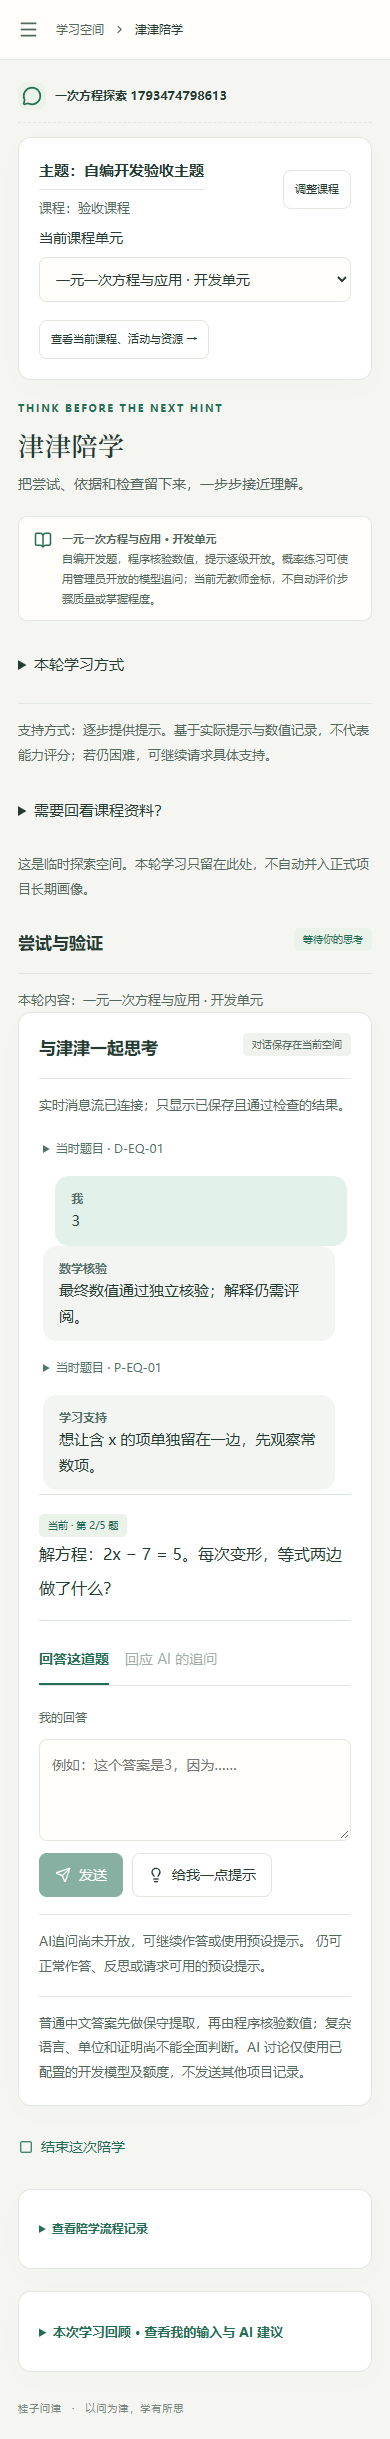 学习空间 > 津津陪学
一次方程探索 1793474798613
主题：自编开发验收主题
调整课程
课程：验收课程
当前课程单元
一元一次方程与应用 · 开发单元
查看当前课程、活动与资源 →
THINK BEFORE THE NEXT HINT
津津陪学
把尝试、依据和检查留下来，一步步接近理解。
一元一次方程与应用 • 开发单元
自编开发题，程序核验数值，提示逐级开放。概率练习可使
用管理员开放的模型追问；当前无教师金标，不自动评价步
骤质量或掌握程度。
▶ 本轮学习方式
支持方式：逐步提供提示。基于实际提示与数值记录，不代表
能力评分；若仍困难，可继续请求具体支持。
▶ 需要回看课程资料？
这是临时探索空间。本轮学习只留在此处，不自动并入正式项
目长期画像。
尝试与验证
等待你的思考
本轮内容：一元一次方程与应用 · 开发单元
与津津一起思考
对话保存在当前空间
实时消息流已连接；只显示已保存且通过检查的结果。
▶ 当时题目 · D-EQ-01
我
3
数学核验
最终数值通过独立核验；解释仍需评
阅。
▶ 当时题目 · P-EQ-01
学习支持
想让含 x 的项单独留在一边，先观察常
数项。
当前 · 第 2/5 题
解方程：2x − 7 = 5。每次变形，等式两边
做了什么？
回答这道题 回应 AI 的追问
我的回答
例如：这个答案是3，因为……
发送 给我一点提示
AI追问尚未开放，可继续作答或使用预设提示。 仍可
正常作答、反思或请求可用的预设提示。
普通中文答案先做保守提取，再由程序核验数值；复杂
语言、单位和证明尚不能全面判断。AI 讨论仅使用已
配置的开发模型及额度，不发送其他项目记录。
结束这次陪学
▶ 查看陪学流程记录
▶ 本次学习回顾 • 查看我的输入与 AI 建议
桂子问津 · 以问为津，学有所思